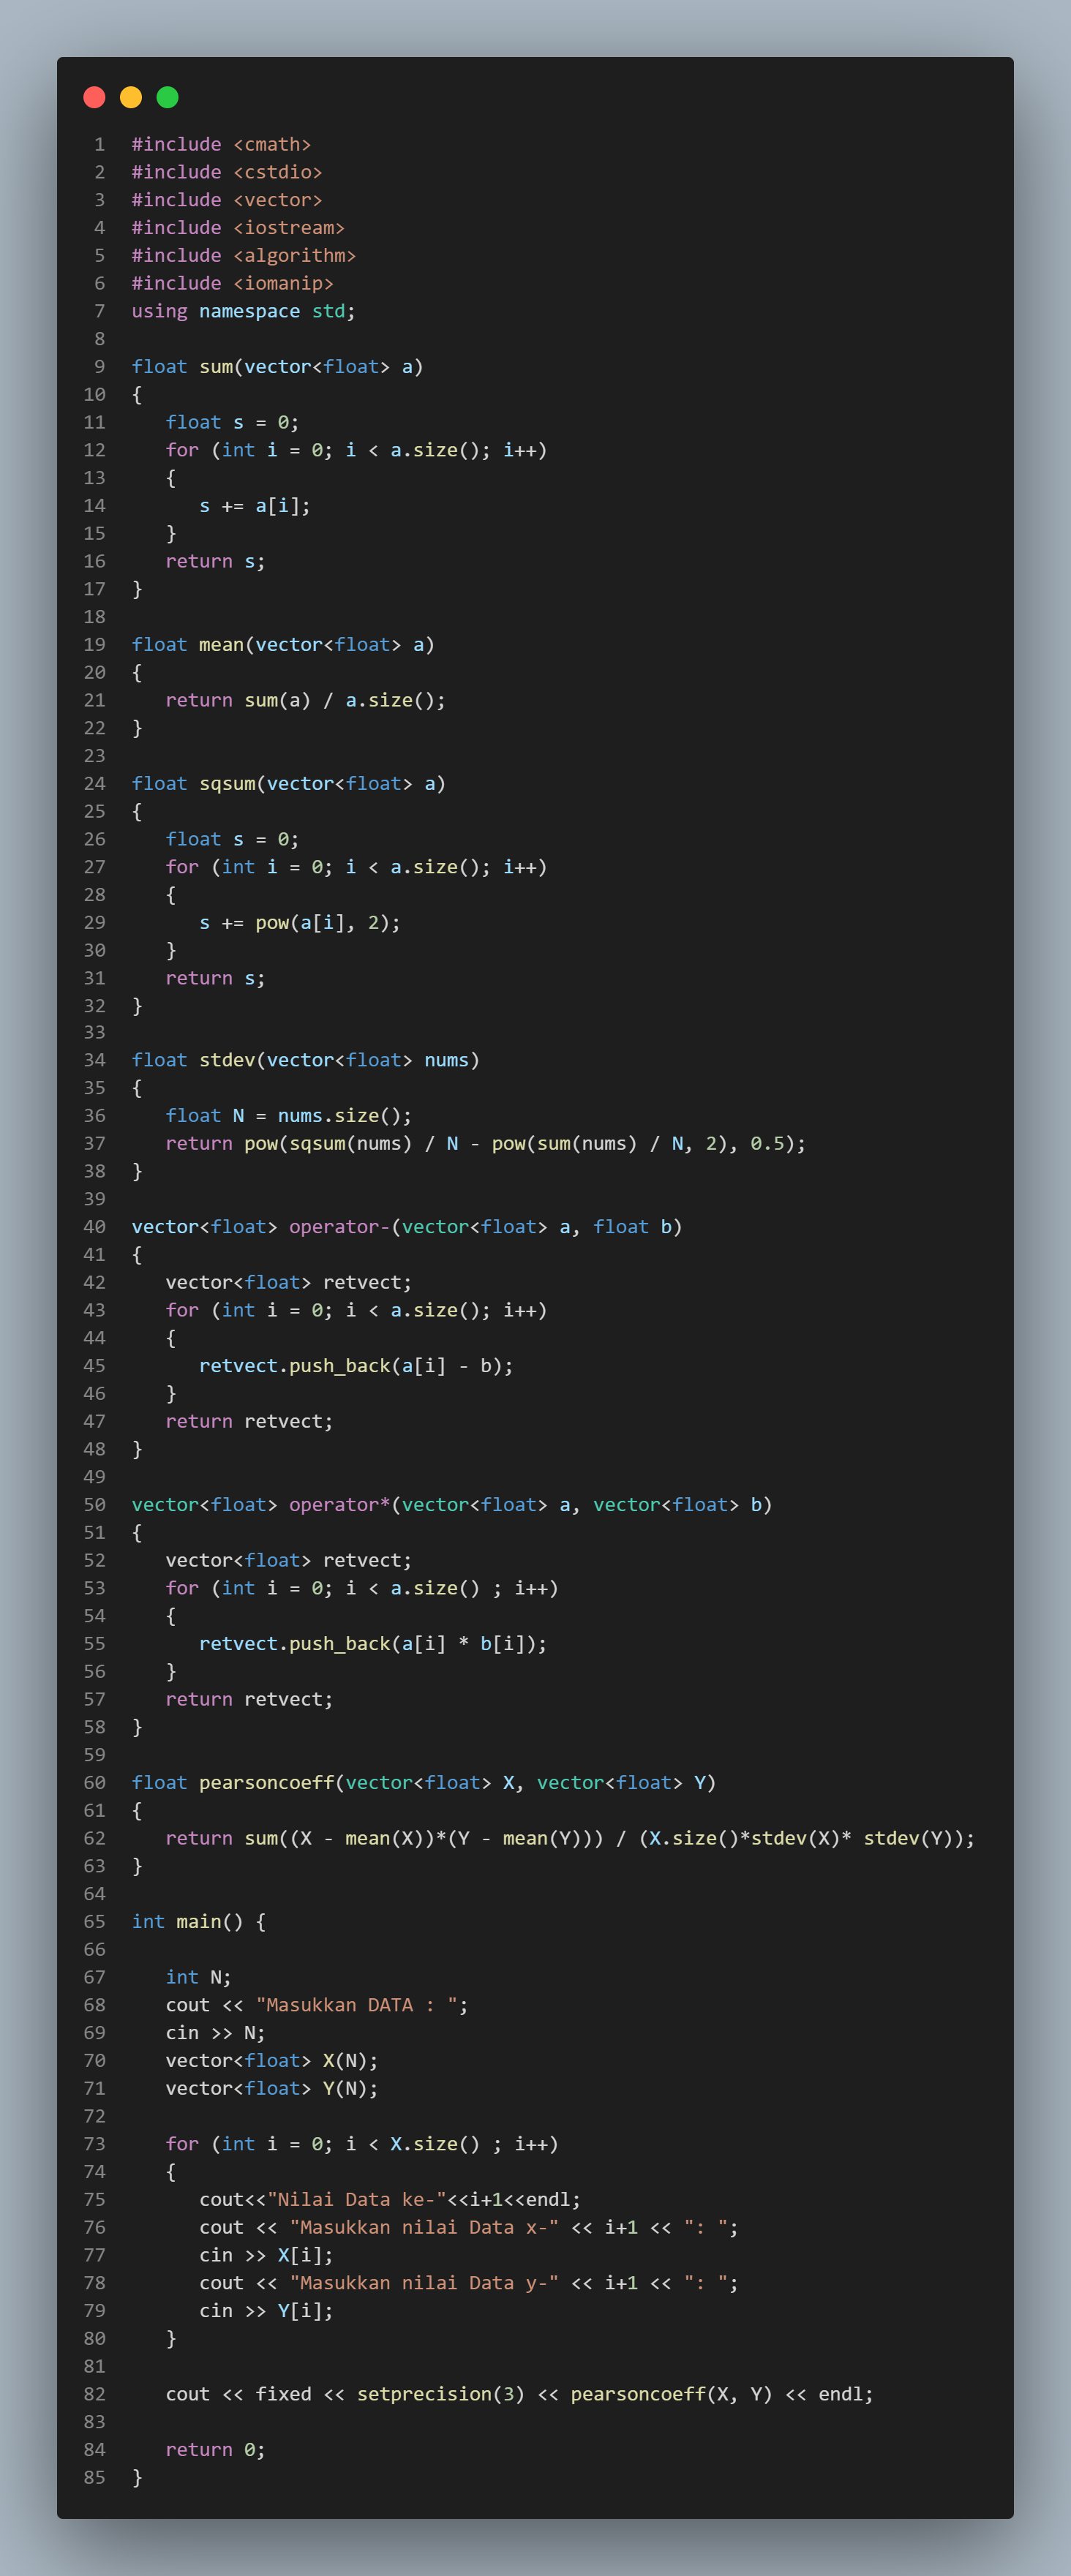 1 #include <cmath>
2 #include <cstdio>
3 #include <vector>
4 #include <iostream>
5 #include <algorithm>
6 #include <iomanip>
7 using namespace std;
8
9 float sum(vector<float> a)
10 {
11    float s = 0;
12    for (int i = 0; i < a.size(); i++)
13    {
14       s += a[i];
15    }
16    return s;
17 }
18
19 float mean(vector<float> a)
20 {
21    return sum(a) / a.size();
22 }
23
24 float sqsum(vector<float> a)
25 {
26    float s = 0;
27    for (int i = 0; i < a.size(); i++)
28    {
29       s += pow(a[i], 2);
30    }
31    return s;
32 }
33
34 float stdev(vector<float> nums)
35 {
36    float N = nums.size();
37    return pow(sqsum(nums) / N - pow(sum(nums) / N, 2), 0.5);
38 }
39
40 vector<float> operator-(vector<float> a, float b)
41 {
42    vector<float> retvect;
43    for (int i = 0; i < a.size(); i++)
44    {
45       retvect.push_back(a[i] - b);
46    }
47    return retvect;
48 }
49
50 vector<float> operator*(vector<float> a, vector<float> b)
51 {
52    vector<float> retvect;
53    for (int i = 0; i < a.size() ; i++)
54    {
55       retvect.push_back(a[i] * b[i]);
56    }
57    return retvect;
58 }
59
60 float pearsoncoeff(vector<float> X, vector<float> Y)
61 {
62    return sum((X - mean(X))*(Y - mean(Y))) / (X.size()*stdev(X)* stdev(Y));
63 }
64
65 int main() {
66
67    int N;
68    cout << "Masukkan DATA : ";
69    cin >> N;
70    vector<float> X(N);
71    vector<float> Y(N);
72
73    for (int i = 0; i < X.size() ; i++)
74    {
75       cout<<"Nilai Data ke-"<<i+1<<endl;
76       cout << "Masukkan nilai Data x-" << i+1 << ": ";
77       cin >> X[i];
78       cout << "Masukkan nilai Data y-" << i+1 << ": ";
79       cin >> Y[i];
80    }
81
82    cout << fixed << setprecision(3) << pearsoncoeff(X, Y) << endl;
83
84    return 0;
85 }